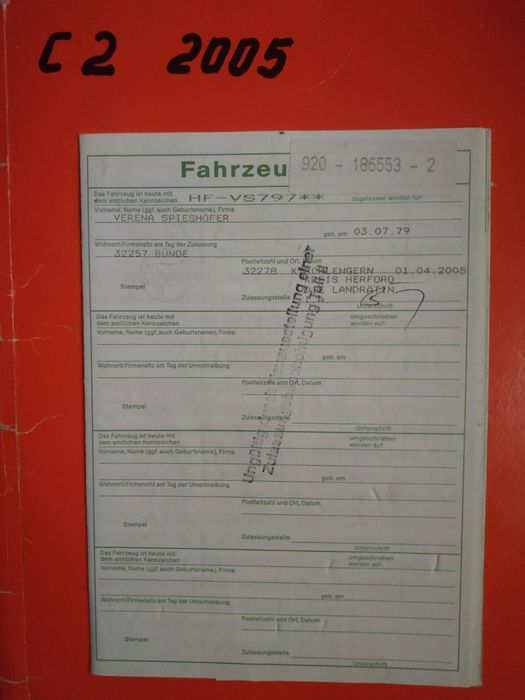 C2 2005
Fahrzeu
920 - 186553 - 2
Das Fahrzeug ist heute mit
dem amtlichen Kennzeichen HF-VS797** zugelassen worden für:
Vorname, Name (ggf. auch Geburtsname), Firma
VERENA SPIESHÖFER
geb. am 03.07.79
Wohnort/Firmensitz am Tag der Zulassung
32257 BÜNDE
Postleitzahl und Ort, Datum
32278 KIRCHLENGERN 01.04.2005
KREIS HERFORD
Stempel
LANDRÄTIN
Zulassungsstelle
Unterschrift
Ungültig
einer
Das Fahrzeug ist heute mit
dem amtlichen Kennzeichen
umgeschrieben
worden auf:
Vorname, Name (ggf. auch Geburtsname), Firma
geb. am
Wohnort/Firmensitz am Tag der Umschreibung
Postleitzahl und Ort, Datum
Stempel
Zulassungsstelle
Unterschrift
Das Fahrzeug ist heute mit
dem amtlichen Kennzeichen
umgeschrieben
worden auf:
Vorname, Name (ggf. auch Geburtsname), Firma
geb. am
Wohnort/Firmensitz am Tag der Umschreibung
Postleitzahl und Ort, Datum
Stempel
Zulassungsstelle
Unterschrift
Das Fahrzeug ist heute mit
dem amtlichen Kennzeichen
umgeschrieben
worden auf:
Vorname, Name (ggf. auch Geburtsname), Firma
geb. am
Wohnort/Firmensitz am Tag der Umschreibung
Postleitzahl und Ort, Datum
Stempel
Zulassungsstelle
Unterschrift